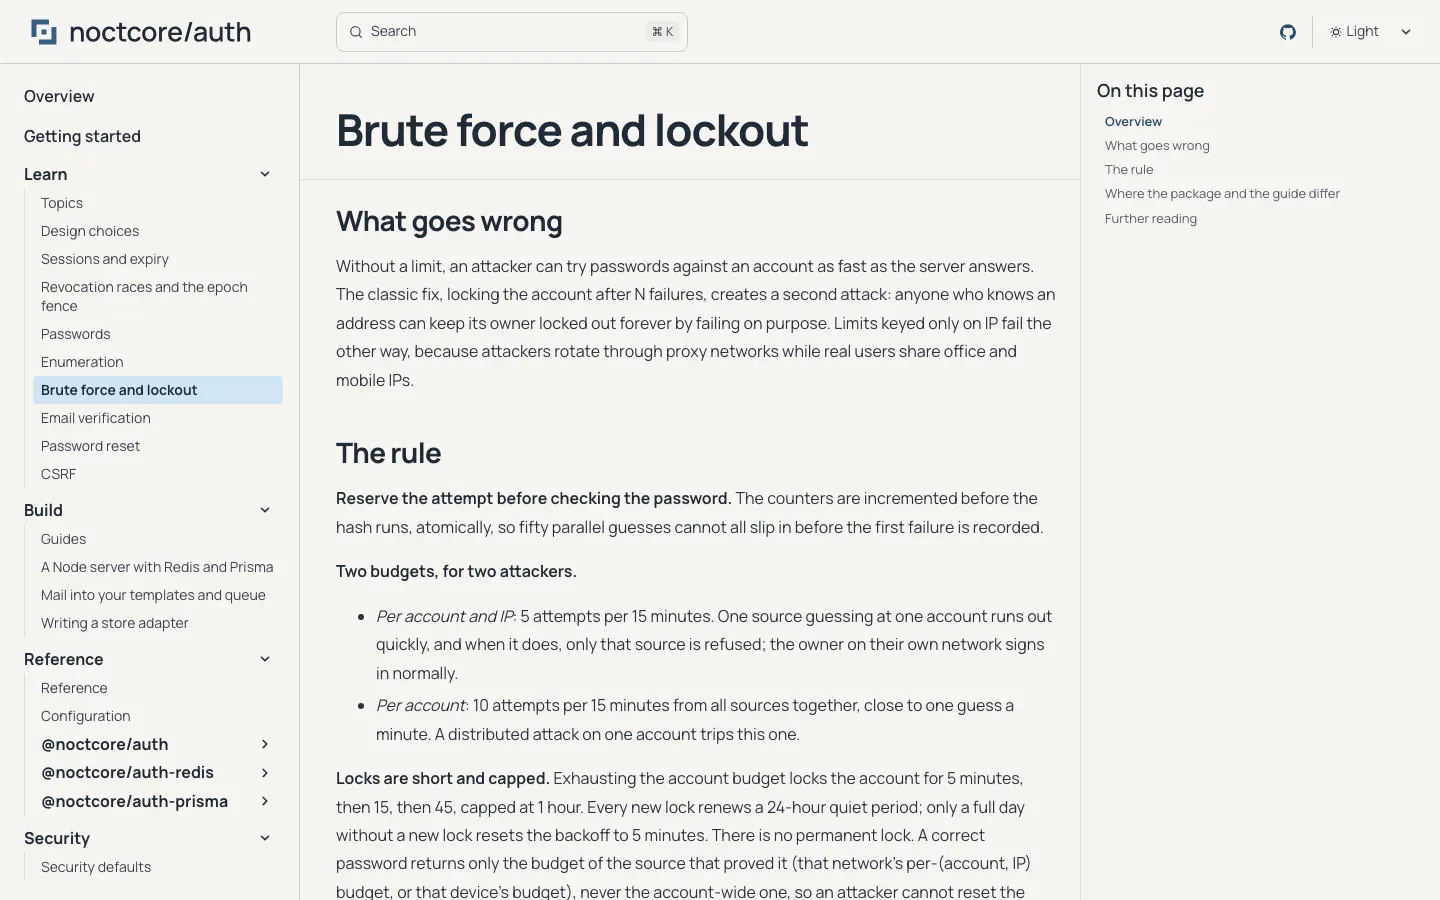 noctcore/auth
Search
⌘ K
Light
Overview
Getting started
Learn
Topics
Design choices
Sessions and expiry
Revocation races and the epoch
fence
Passwords
Enumeration
Brute force and lockout
Email verification
Password reset
CSRF
Build
Guides
A Node server with Redis and Prisma
Mail into your templates and queue
Writing a store adapter
Reference
Reference
Configuration
@noctcore/auth
@noctcore/auth-redis
@noctcore/auth-prisma
Security
Security defaults
Brute force and lockout
What goes wrong
Without a limit, an attacker can try passwords against an account as fast as the server answers.
The classic fix, locking the account after N failures, creates a second attack: anyone who knows an
address can keep its owner locked out forever by failing on purpose. Limits keyed only on IP fail the
other way, because attackers rotate through proxy networks while real users share office and
mobile IPs.
The rule
Reserve the attempt before checking the password. The counters are incremented before the
hash runs, atomically, so fifty parallel guesses cannot all slip in before the first failure is recorded.
Two budgets, for two attackers.
• Per account and IP: 5 attempts per 15 minutes. One source guessing at one account runs out
quickly, and when it does, only that source is refused; the owner on their own network signs
in normally.
• Per account: 10 attempts per 15 minutes from all sources together, close to one guess a
minute. A distributed attack on one account trips this one.
Locks are short and capped. Exhausting the account budget locks the account for 5 minutes,
then 15, then 45, capped at 1 hour. Every new lock renews a 24-hour quiet period; only a full day
without a new lock resets the backoff to 5 minutes. There is no permanent lock. A correct
password returns only the budget of the source that proved it (that network's per-(account, IP)
budget, or that device's budget), never the account-wide one, so an attacker cannot reset the
On this page
Overview
What goes wrong
The rule
Where the package and the guide differ
Further reading